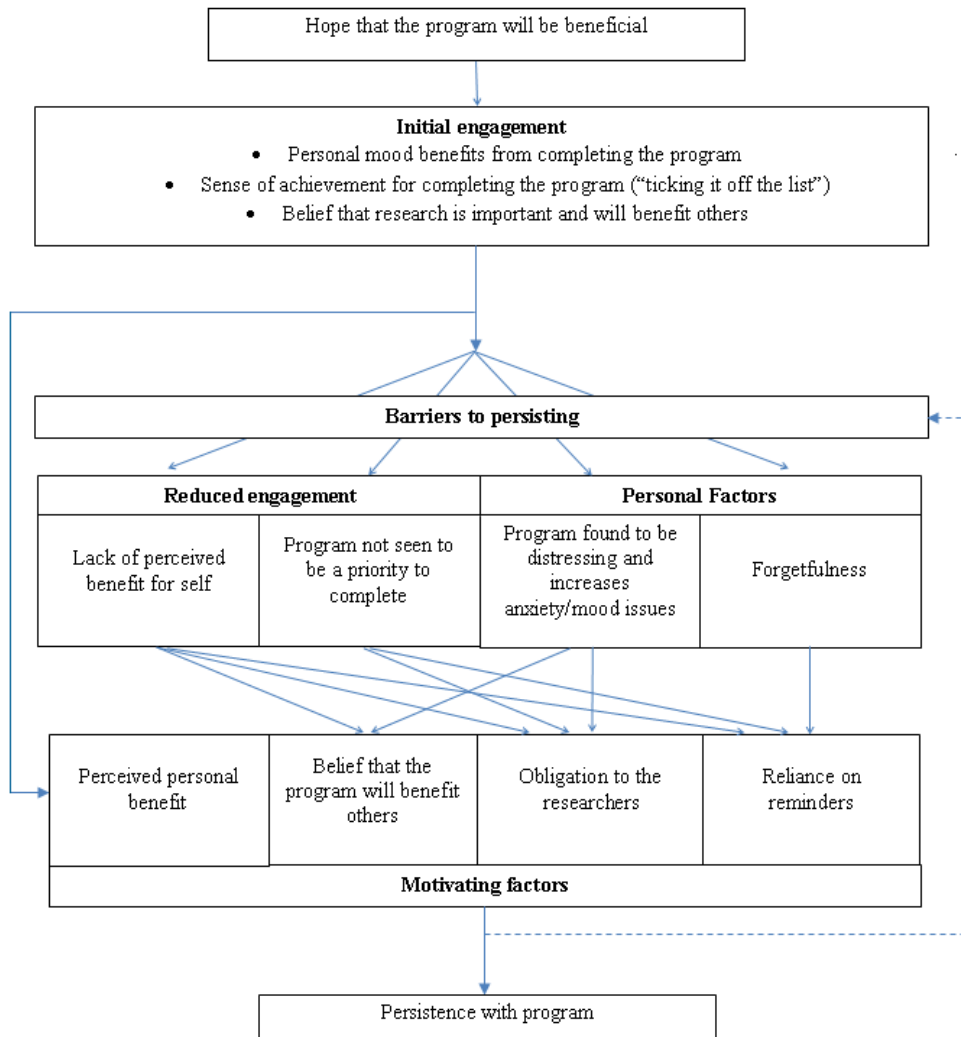 Hope that the program will be beneficial
Initial engagement
• Personal mood benefits from completing the program
• Sense of achievement for completing the program (“ticking it off the list”)
• Belief that research is important and will benefit others
Barriers to persisting
Reduced engagement
Personal Factors
Lack of perceived
benefit for self
Program not seen to
be a priority to
complete
Program found to be
distressing and
increases
anxiety/mood issues
Forgetfulness
Perceived personal
benefit
Belief that the
program will benefit
others
Obligation to the
researchers
Reliance on
reminders
Motivating factors
Persistence with program